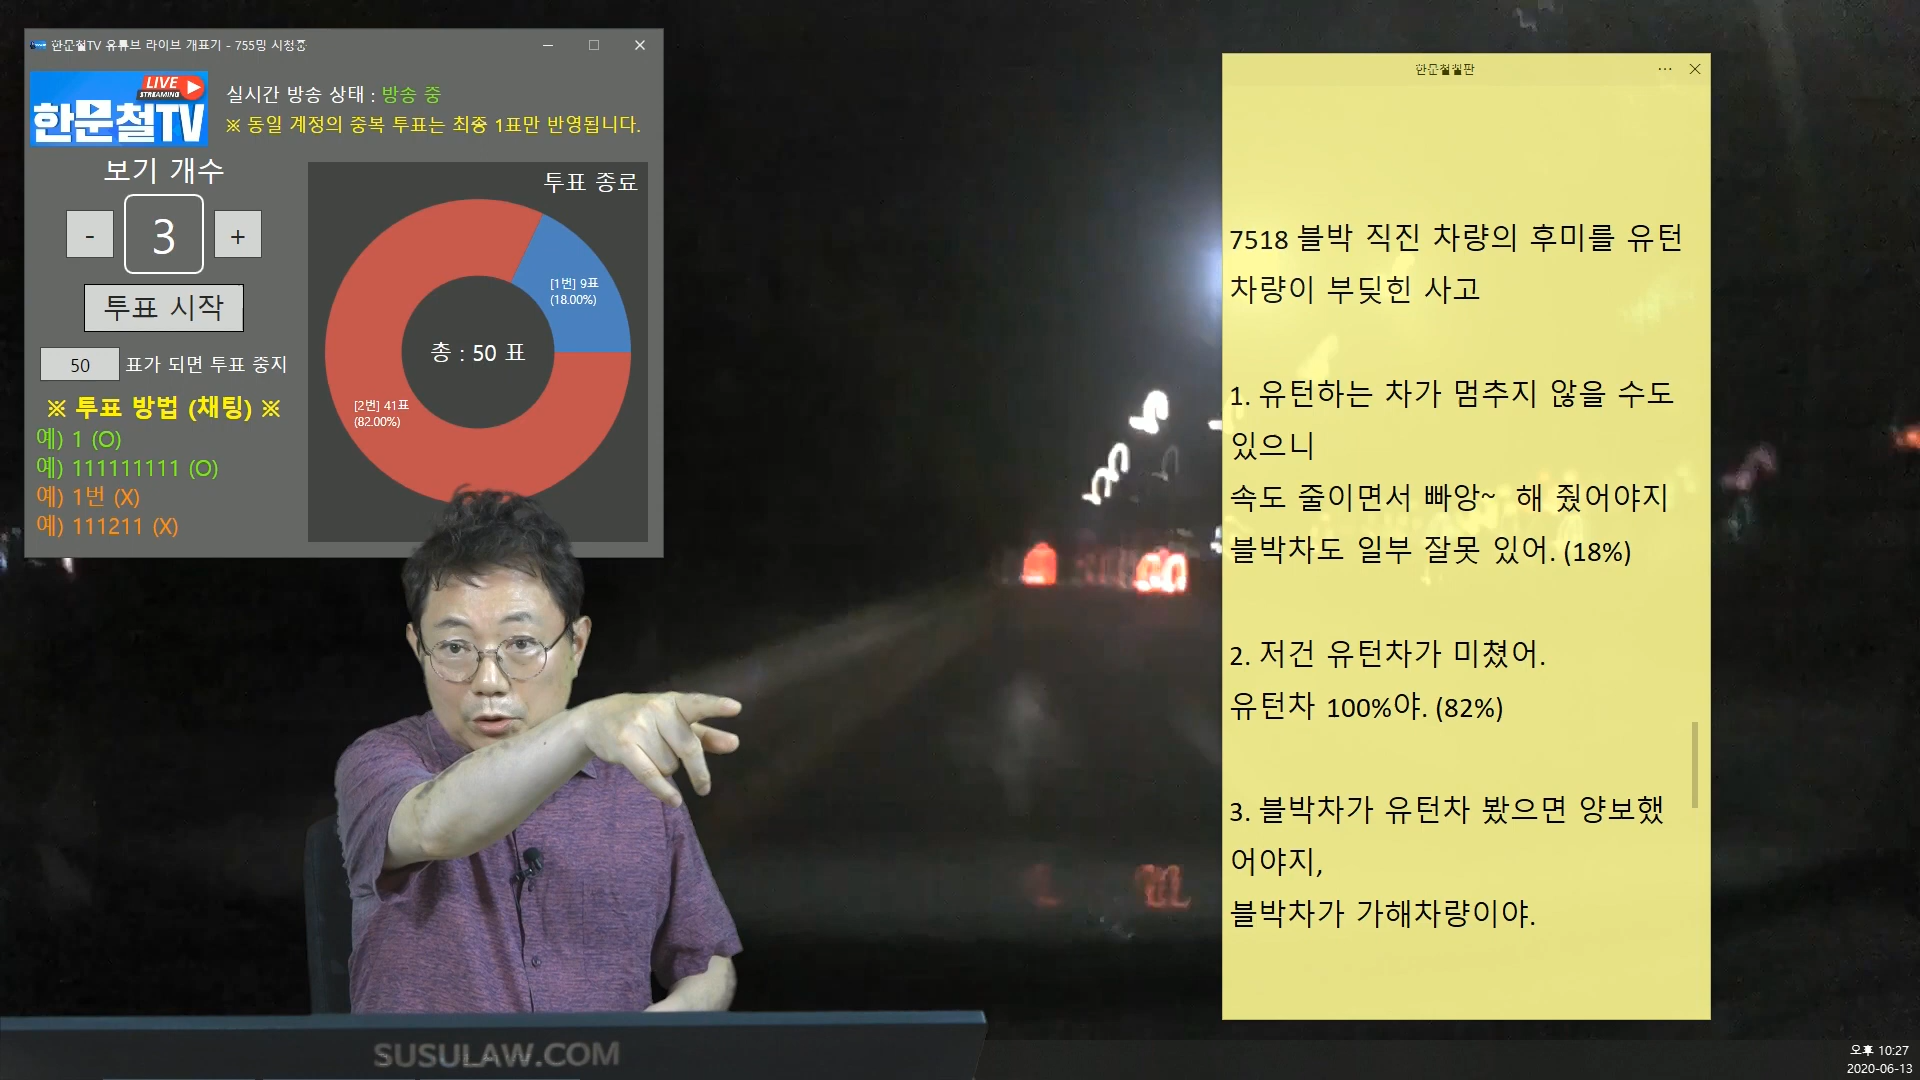 한문철TV 유튜브 라이브 개표기 - 755명 시청중
LIVE
STREAMING
한문철TV
실시간 방송 상태 : 방송 중
※ 동일 계정의 중복 투표는 최종 1표만 반영됩니다.
보기 개수
- 3 +
투표 시작
50 표가 되면 투표 중지
※ 투표 방법 (채팅) ※
예) 1 (O)
예) 111111111 (O)
예) 1번 (X)
예) 111211 (X)
투표 종료
[1번] 9표
(18.00%)
총 : 50 표
[2번] 41표
(82.00%)
한문철철판
7518 블박 직진 차량의 후미를 유턴
차량이 부딪힌 사고
1. 유턴하는 차가 멈추지 않을 수도
있으니
속도 줄이면서 빠앙~ 해 줬어야지
블박차도 일부 잘못 있어. (18%)
2. 저건 유턴차가 미쳤어.
유턴차 100%야. (82%)
3. 블박차가 유턴차 봤으면 양보했
어야지,
블박차가 가해차량이야.
SUSULAW.COM
오후 10:27
2020-06-13